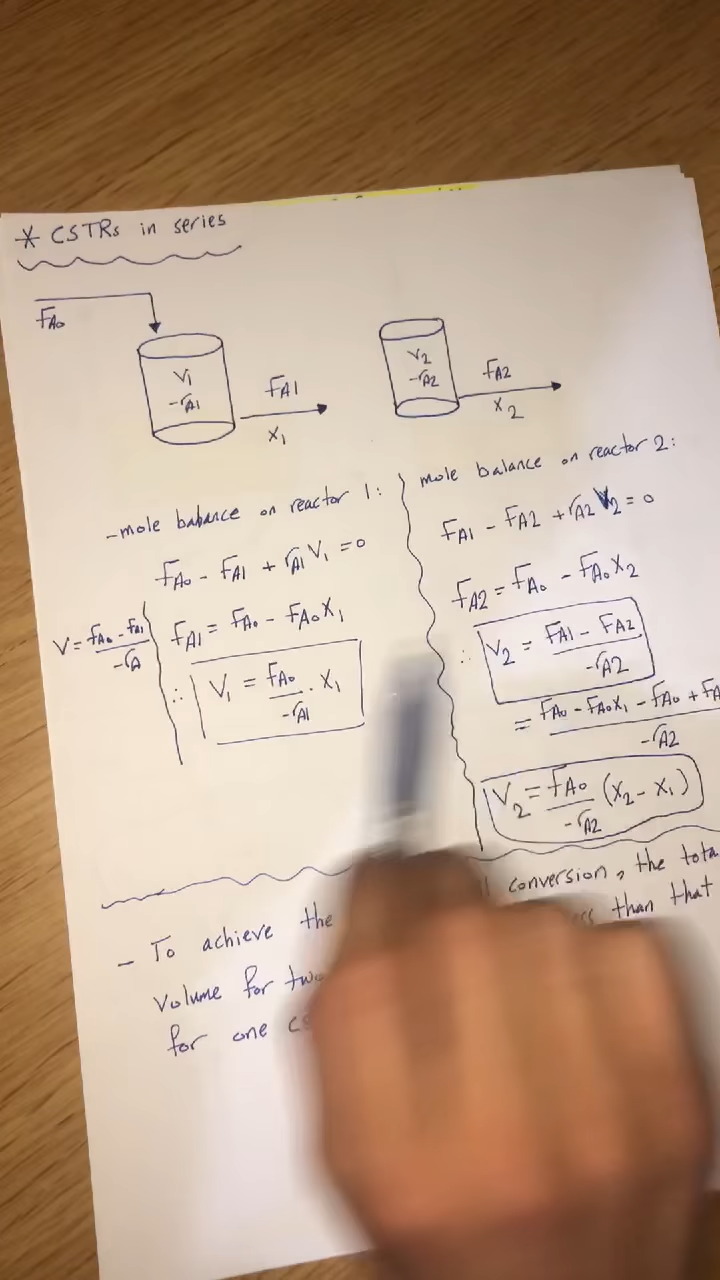 * CSTRs in series
FA0
V1
-rA1
FA1
X1
V2
-rA2
FA2
X2
- mole balance on reactor 1:
FA0 - FA1 + rA1 V1 = 0
V = FA0 - FA1 / -rA
FA1 = FA0 - FA0 X1
∴ V1 = FA0 / -rA1 . X1
mole balance on reactor 2:
FA1 - FA2 + rA2 V2 = 0
FA2 = FA0 - FA0 X2
∴ V2 = FA1 - FA2 / -rA2
= FA0 - FA0 X1 - FA0 + FA / -rA2
V2 = FA0 / -rA2 (X2 - X1)
- To achieve the conversion, the
volume for than that
for one